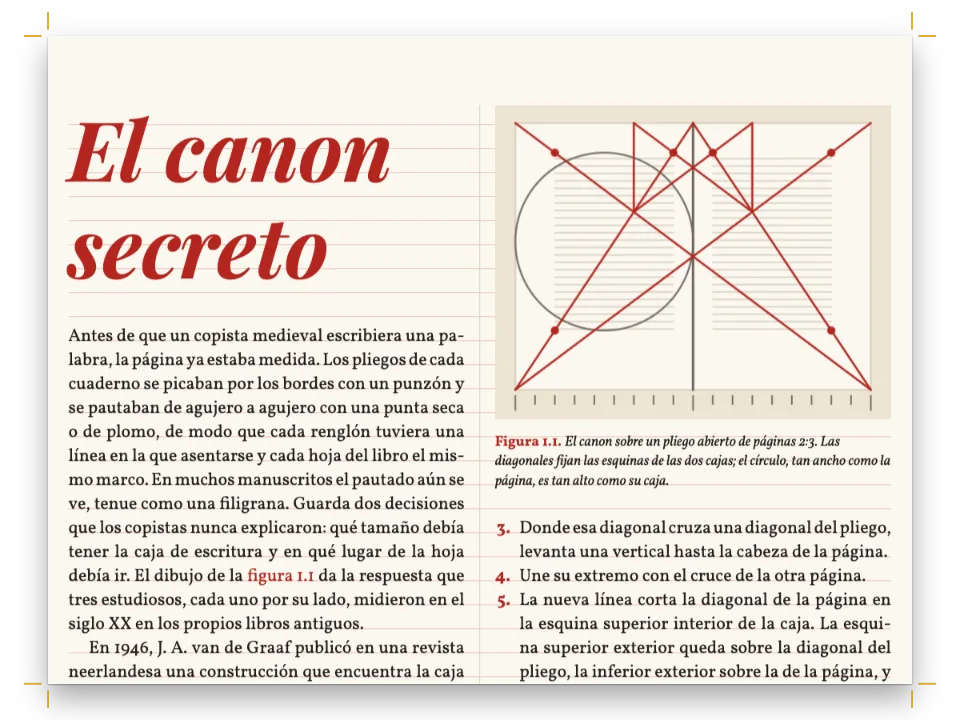 El canon
secreto
Antes de que un copista medieval escribiera una pa-
labra, la página ya estaba medida. Los pliegos de cada
cuaderno se picaban por los bordes con un punzón y
se pautaban de agujero a agujero con una punta seca
o de plomo, de modo que cada renglón tuviera una
línea en la que asentarse y cada hoja del libro el mis-
mo marco. En muchos manuscritos el pautado aún se
ve, tenue como una filigrana. Guarda dos decisiones
que los copistas nunca explicaron: qué tamaño debía
tener la caja de escritura y en qué lugar de la hoja
debía ir. El dibujo de la figura 1.1 da la respuesta que
tres estudiosos, cada uno por su lado, midieron en el
siglo XX en los propios libros antiguos.
En 1946, J. A. van de Graaf publicó en una revista
neerlandesa una construcción que encuentra la caja
Figura 1.1. El canon sobre un pliego abierto de páginas 2:3. Las
diagonales fijan las esquinas de las dos cajas; el círculo, tan ancho como la
página, es tan alto como su caja.
3. Donde esa diagonal cruza una diagonal del pliego,
levanta una vertical hasta la cabeza de la página.
4. Une su extremo con el cruce de la otra página.
5. La nueva línea corta la diagonal de la página en
la esquina superior interior de la caja. La esqui-
na superior exterior queda sobre la diagonal del
pliego, la inferior exterior sobre la de la página, y